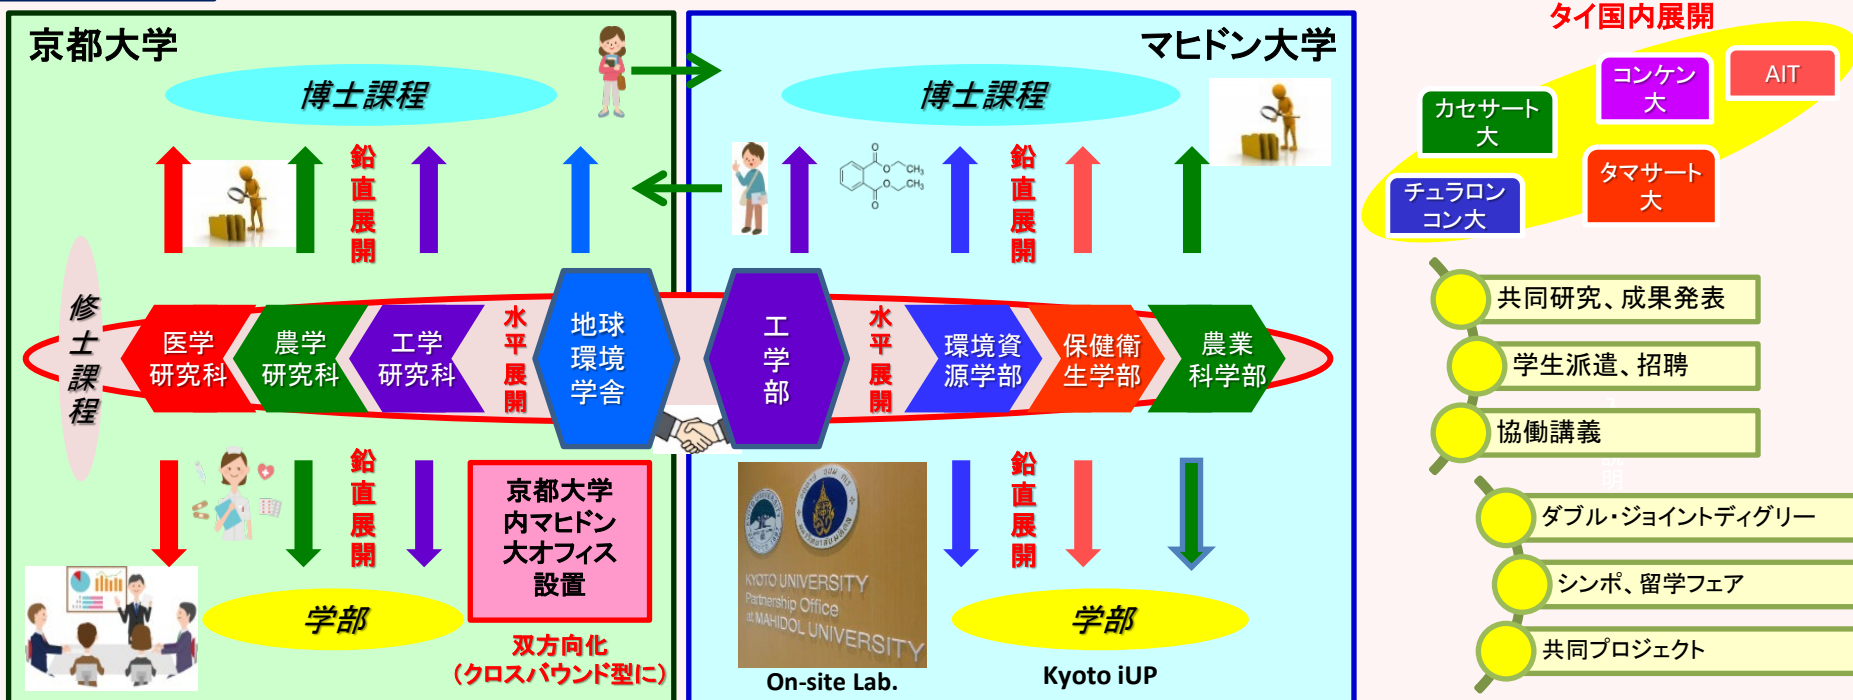 京都大学
博士課程
鉛直展開
修士課程
医学
研究科
農学
研究科
工学
研究科
水平展開
地球
環境
学舎
鉛直展開
京都大学
内マヒドン
大オフィス
設置
学部
双方向化
(クロスバウンド型に)
マヒドン大学
博士課程
O
O
CH₃
O
CH₃
O
鉛直展開
工学部
水平展開
環境資
源学部
保健衛
生学部
農業
科学部
鉛直展開
KYOTO UNIVERSITY
Partnership Office
at MAHIDOL UNIVERSITY
On-site Lab.
学部
Kyoto iUP
タイ国内展開
コンケン
大
AIT
カセサート
大
タマサート
大
チュラロン
コン大
共同研究、成果発表
学生派遣、招聘
協働講義
説明
ダブル・ジョイントディグリー
シンポ、留学フェア
共同プロジェクト